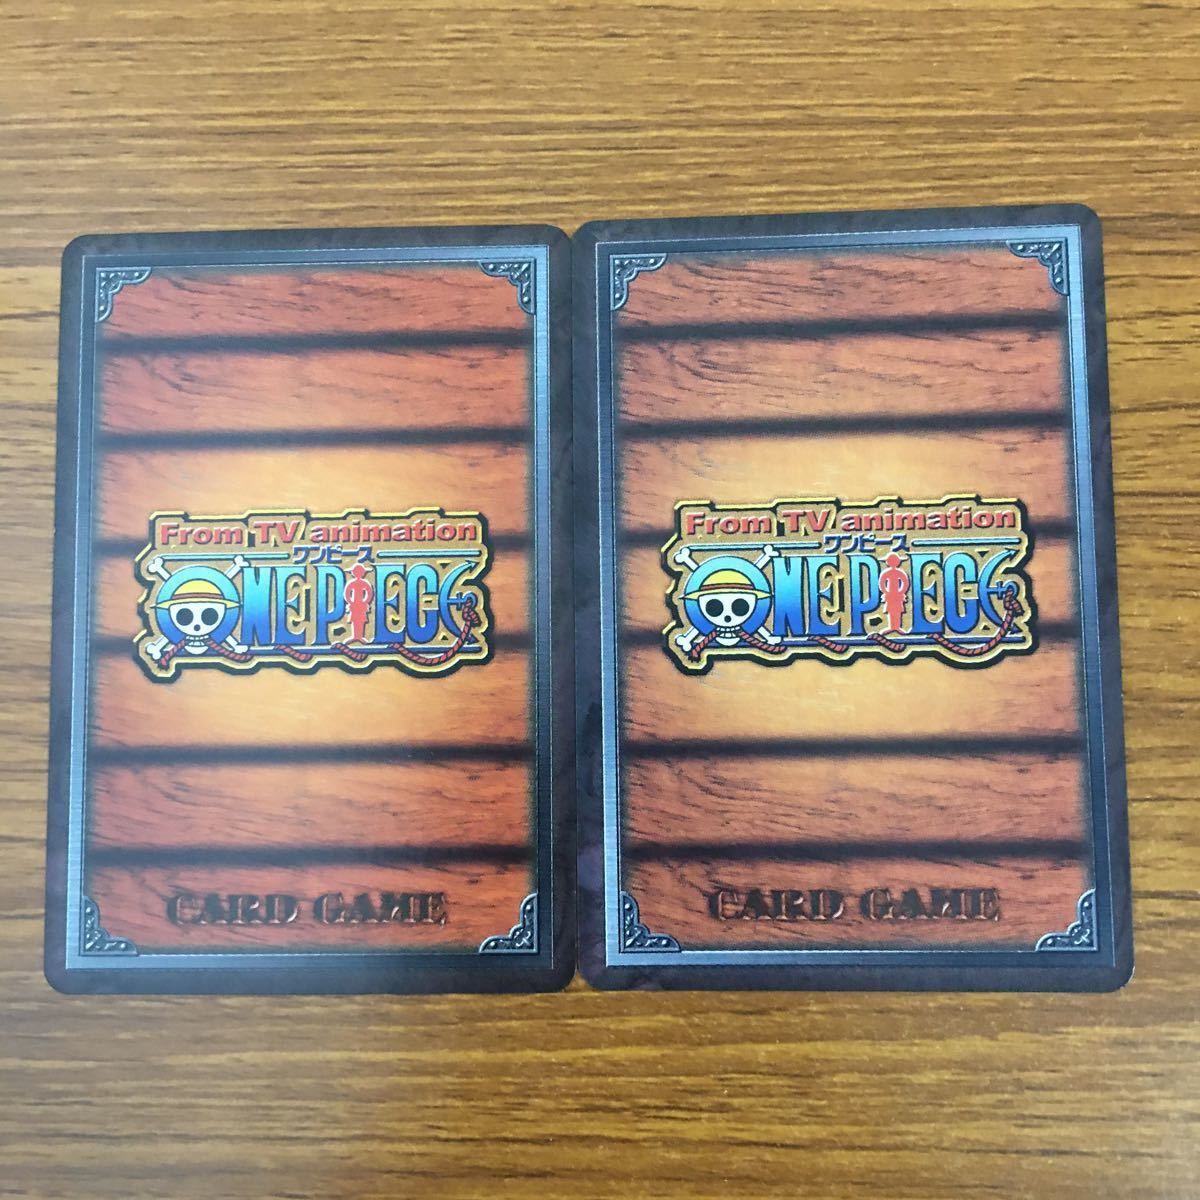 From TV animation
ワンピース
ONE PIECE
CARD GAME
From TV animation
ワンピース
ONE PIECE
CARD GAME